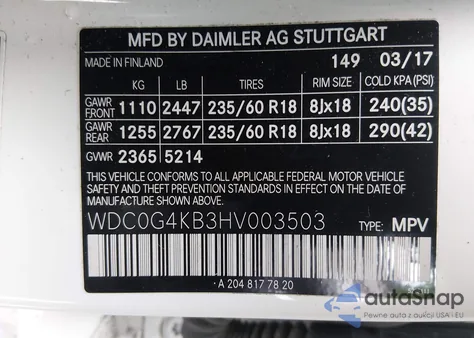 MFD BY DAIMLER AG STUTTGART
MADE IN FINLAND 149 03/17
KG LB TIRES RIM SIZE COLD KPA(PSI)
GAWR FRONT 1110 2447 235/60 R18 8Jx18 240(35)
GAWR REAR 1255 2767 235/60 R18 8Jx18 290(42)
GVWR 2365 5214
THIS VEHICLE CONFORMS TO ALL APPLICABLE FEDERAL MOTOR VEHICLE
SAFETY AND THEFT PREVENTION STANDARDS IN EFFECT ON THE DATE
OF MANUFACTURE SHOWN ABOVE.
WDC0G4KB3HV003503 TYPE: MPV
A 204 817 78 20
autoSnap
Pewne auta z aukcji USA i EU